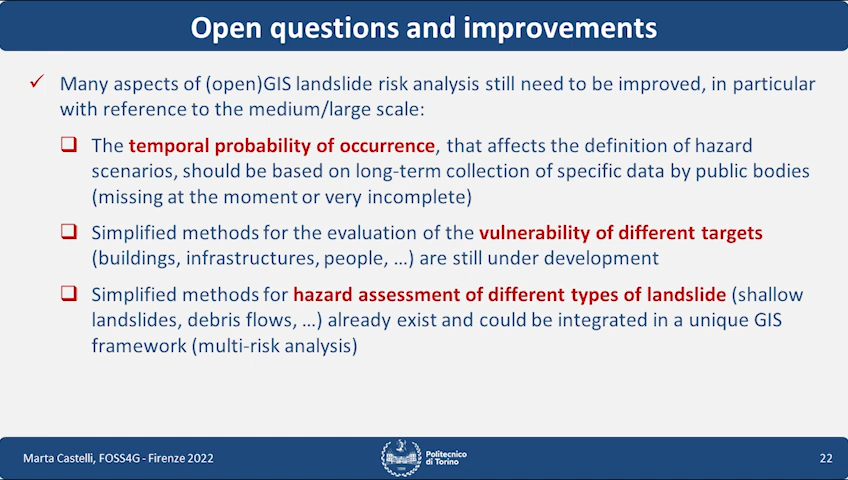 Open questions and improvements
✓ Many aspects of (open)GIS landslide risk analysis still need to be improved, in particular
with reference to the medium/large scale:
❑ The temporal probability of occurrence, that affects the definition of hazard
scenarios, should be based on long-term collection of specific data by public bodies
(missing at the moment or very incomplete)
❑ Simplified methods for the evaluation of the vulnerability of different targets
(buildings, infrastructures, people, …) are still under development
❑ Simplified methods for hazard assessment of different types of landslide (shallow
landslides, debris flows, …) already exist and could be integrated in a unique GIS
framework (multi-risk analysis)
Marta Castelli, FOSS4G - Firenze 2022
Politecnico
di Torino
22